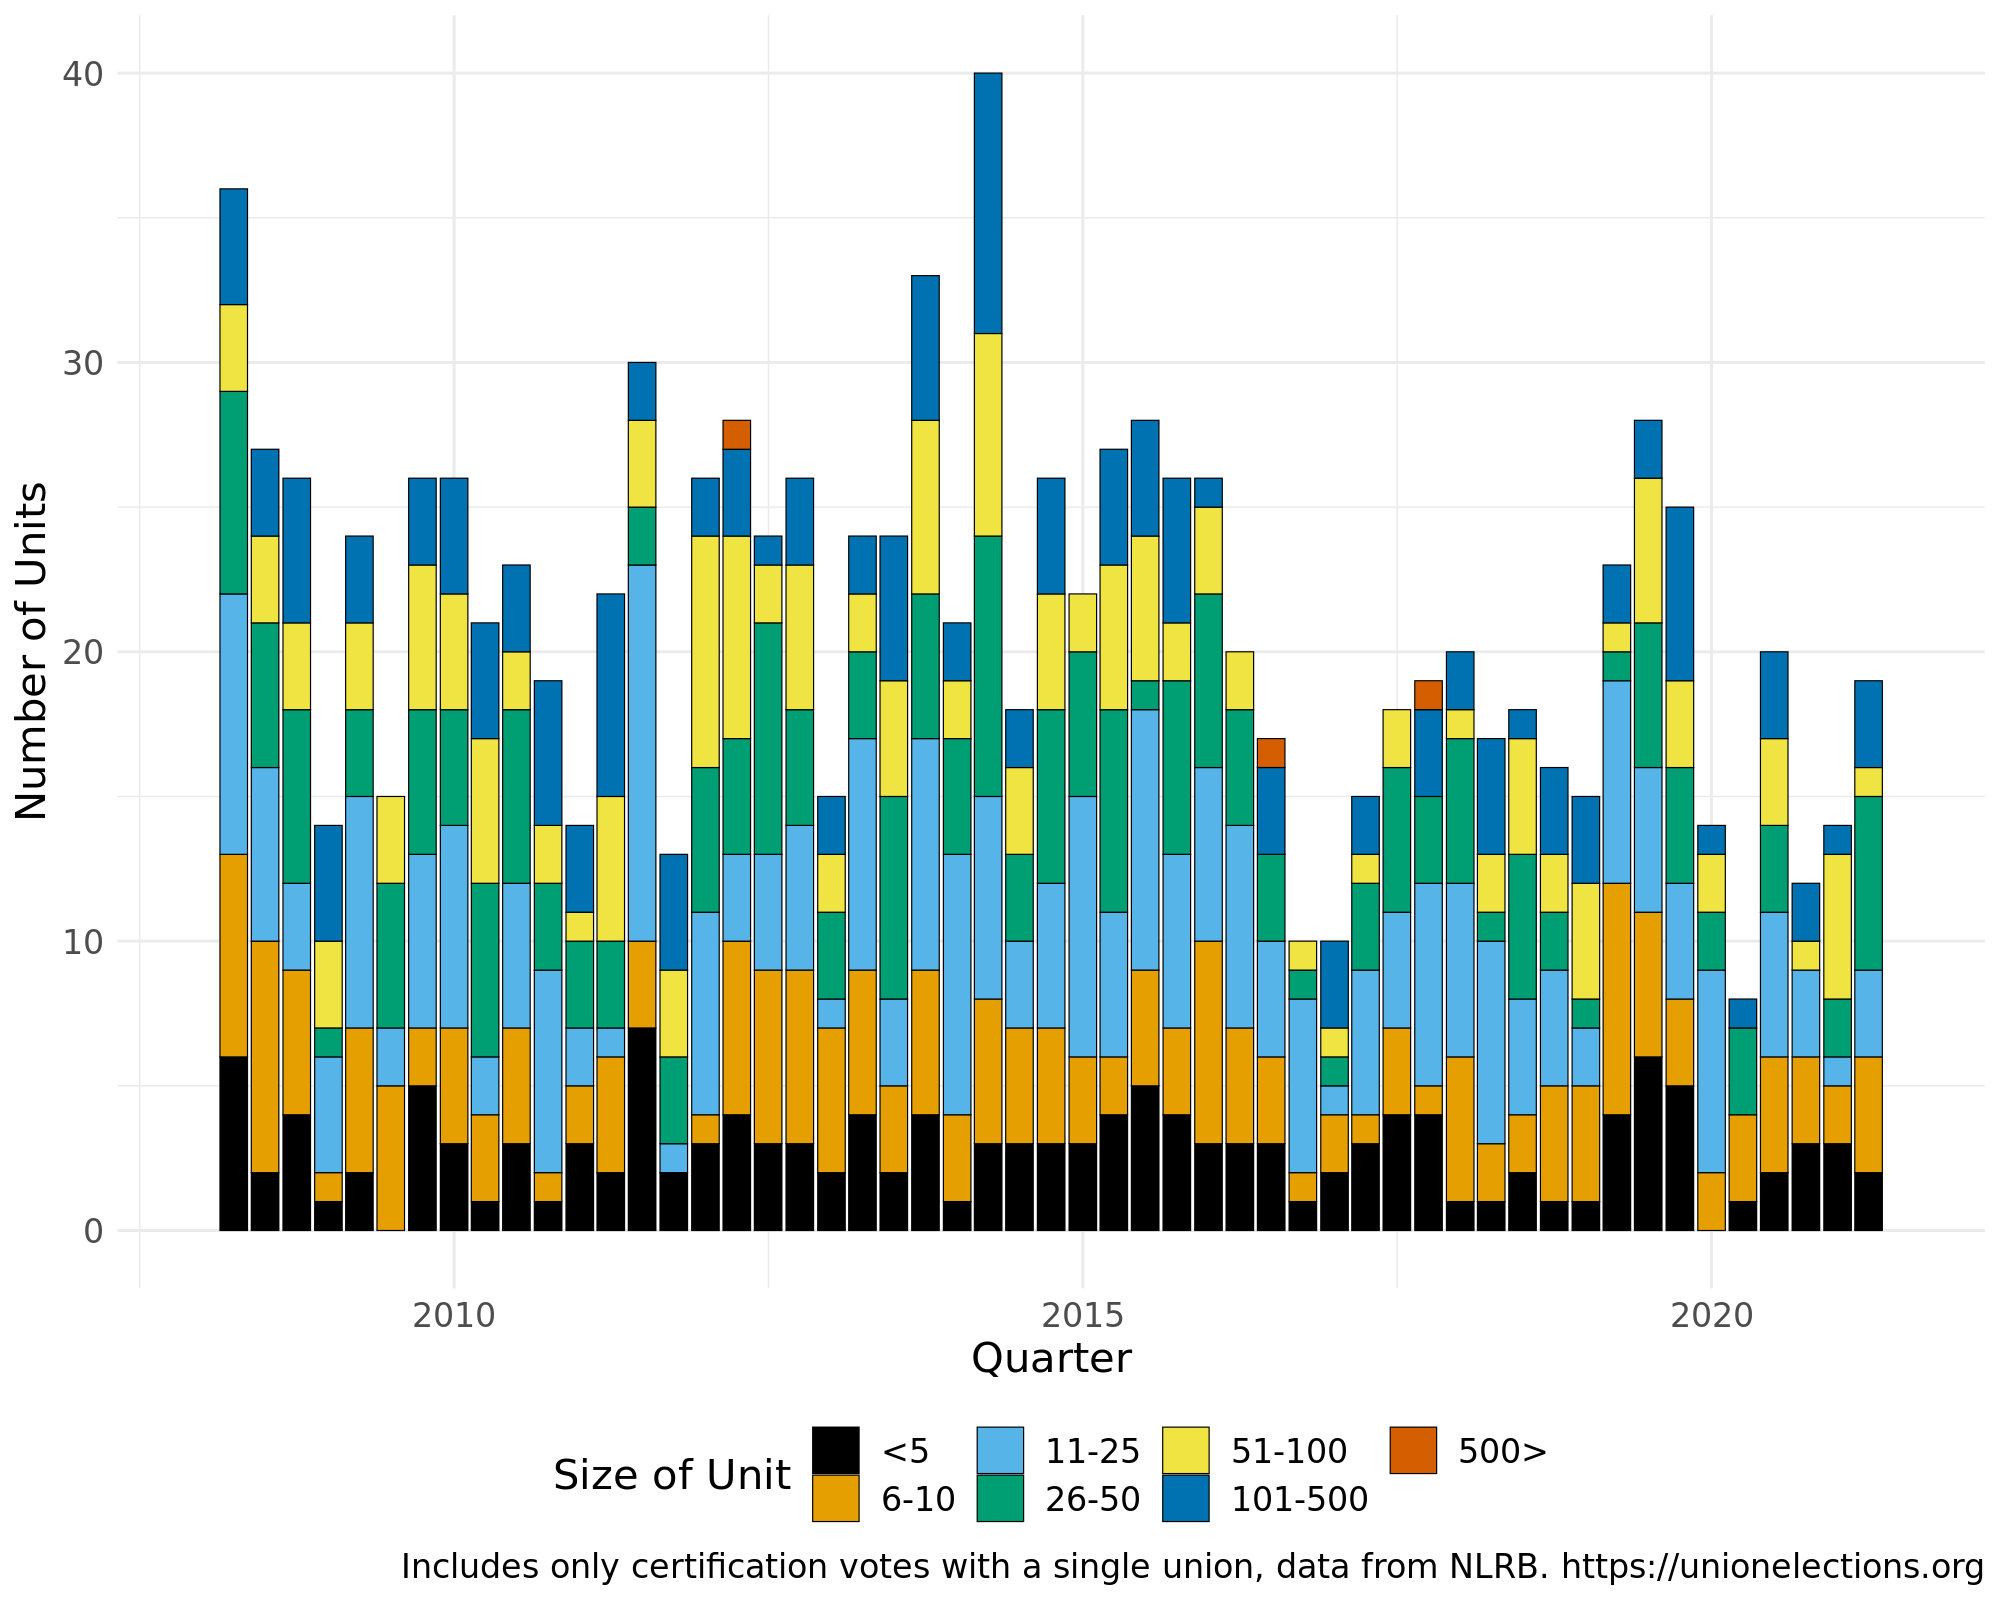 40
30
20
10
0
Number of Units
2010 2015 2020
Quarter
Size of Unit
<5 11-25 51-100 500>
6-10 26-50 101-500
Includes only certification votes with a single union, data from NLRB. https://unionelections.org